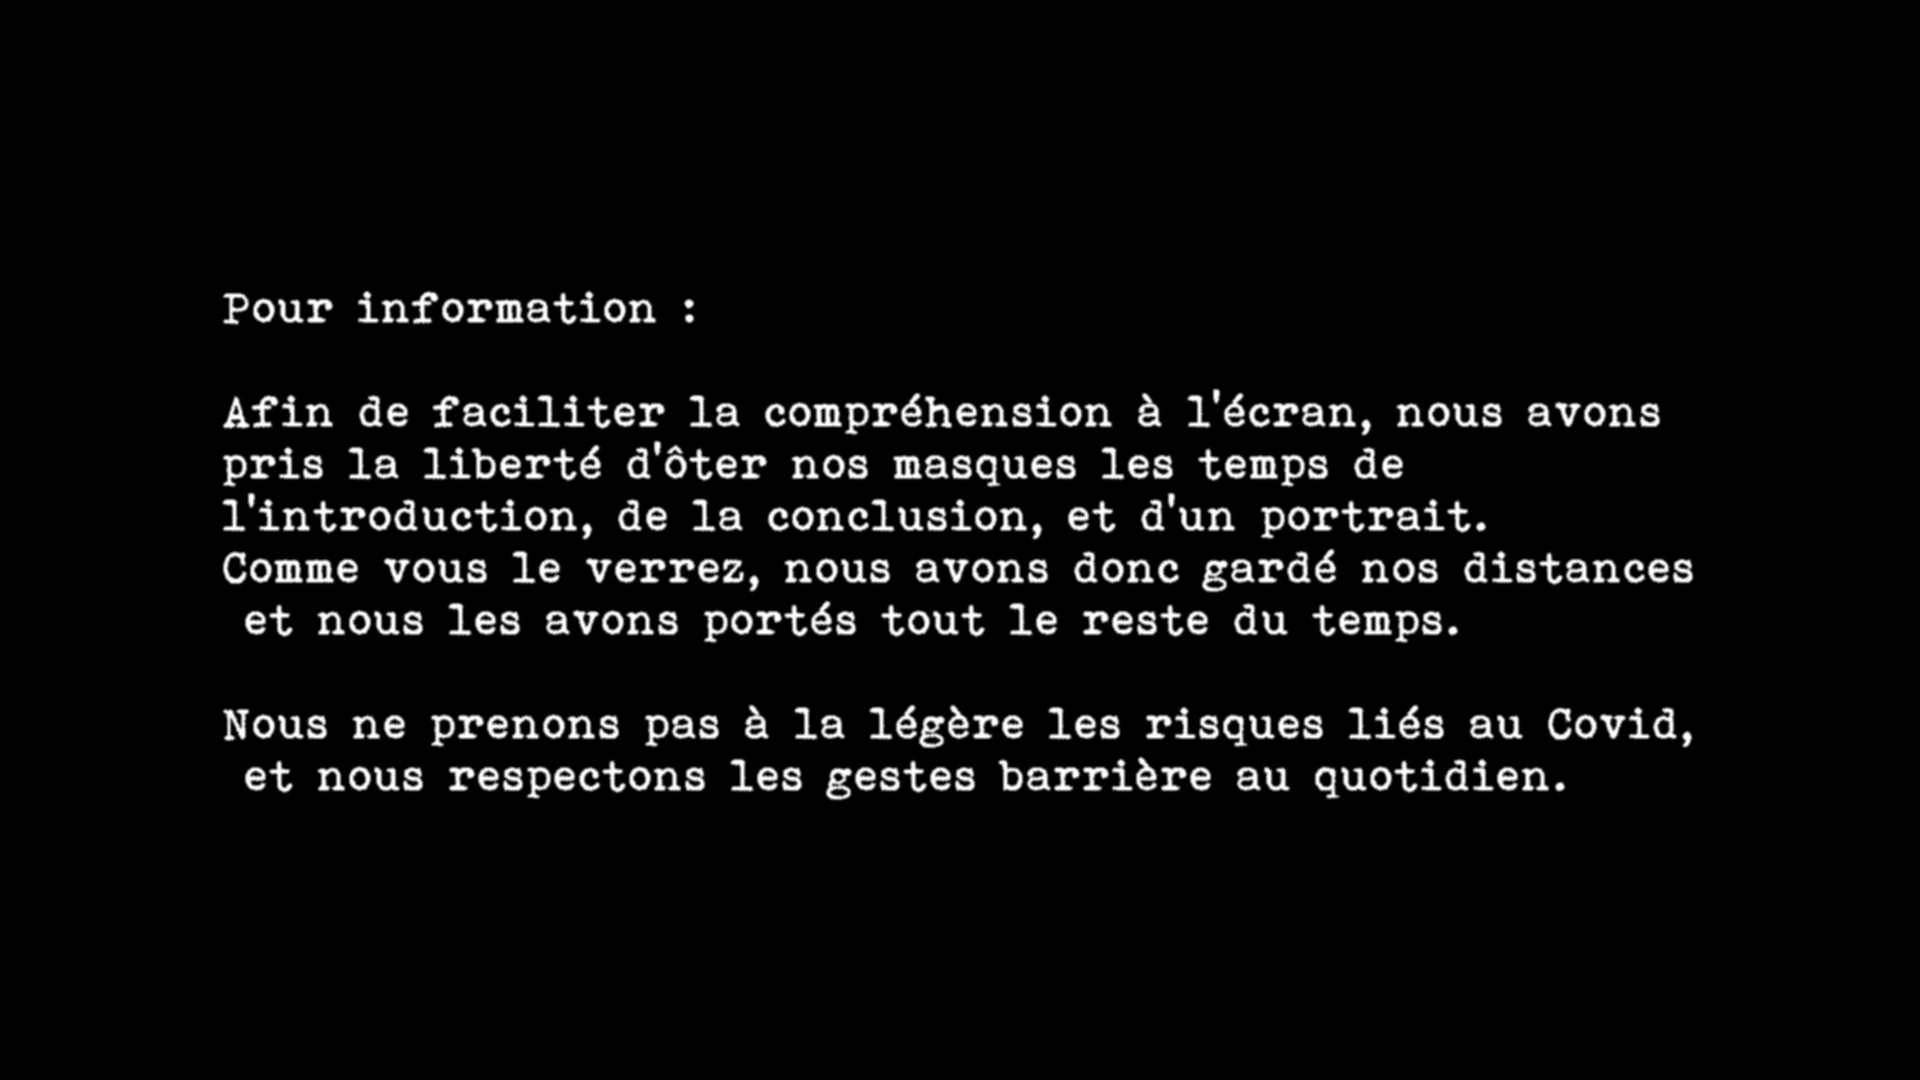 Pour information :
Afin de faciliter la compréhension à l'écran, nous avons
pris la liberté d'ôter nos masques les temps de
l'introduction, de la conclusion, et d'un portrait.
Comme vous le verrez, nous avons donc gardé nos distances
et nous les avons portés tout le reste du temps.
Nous ne prenons pas à la légère les risques liés au Covid,
et nous respectons les gestes barrière au quotidien.